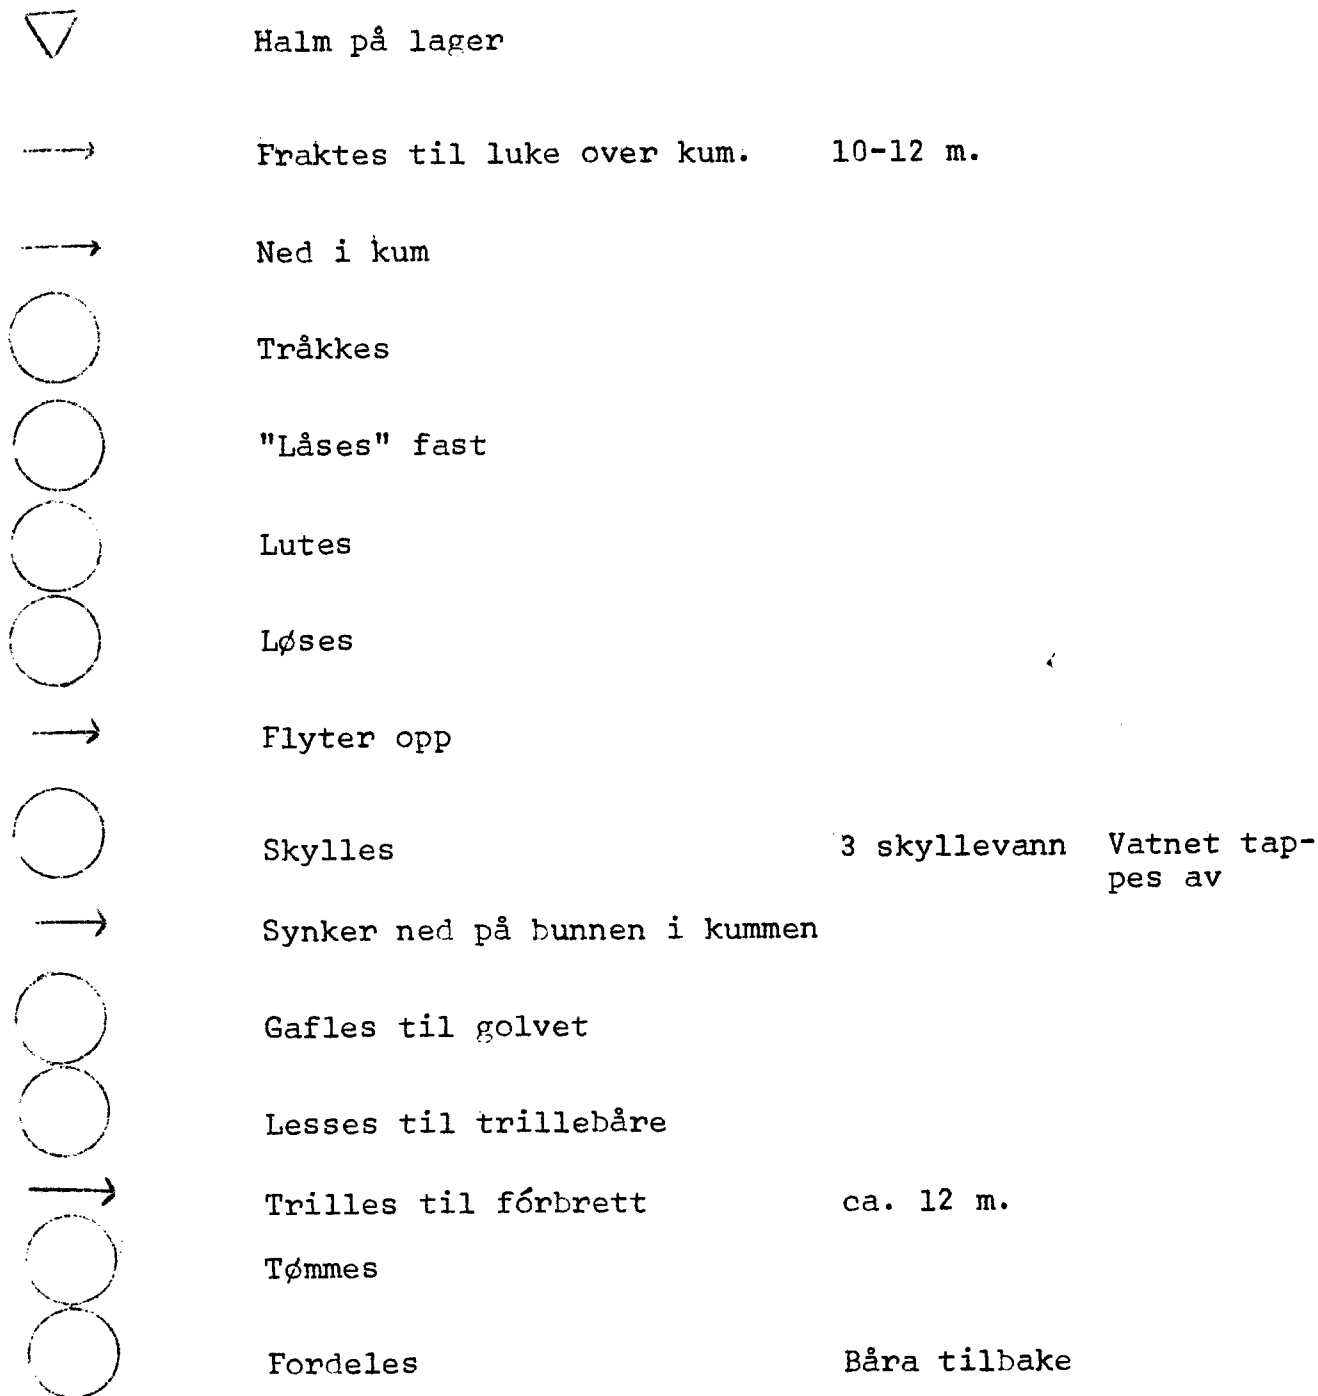 Halm på lager
Fraktes til luke over kum. 10-12 m.
Ned i kum
Tråkkes
"Låses" fast
Lutes
Løses
Flyter opp
Skylles 3 skyllevann Vatnet tap-
pes av
Synker ned på bunnen i kummen
Gafles til golvet
Lesses til trillebåre
Trilles til fórbrett ca. 12 m.
Tømmes
Fordeles Båra tilbake